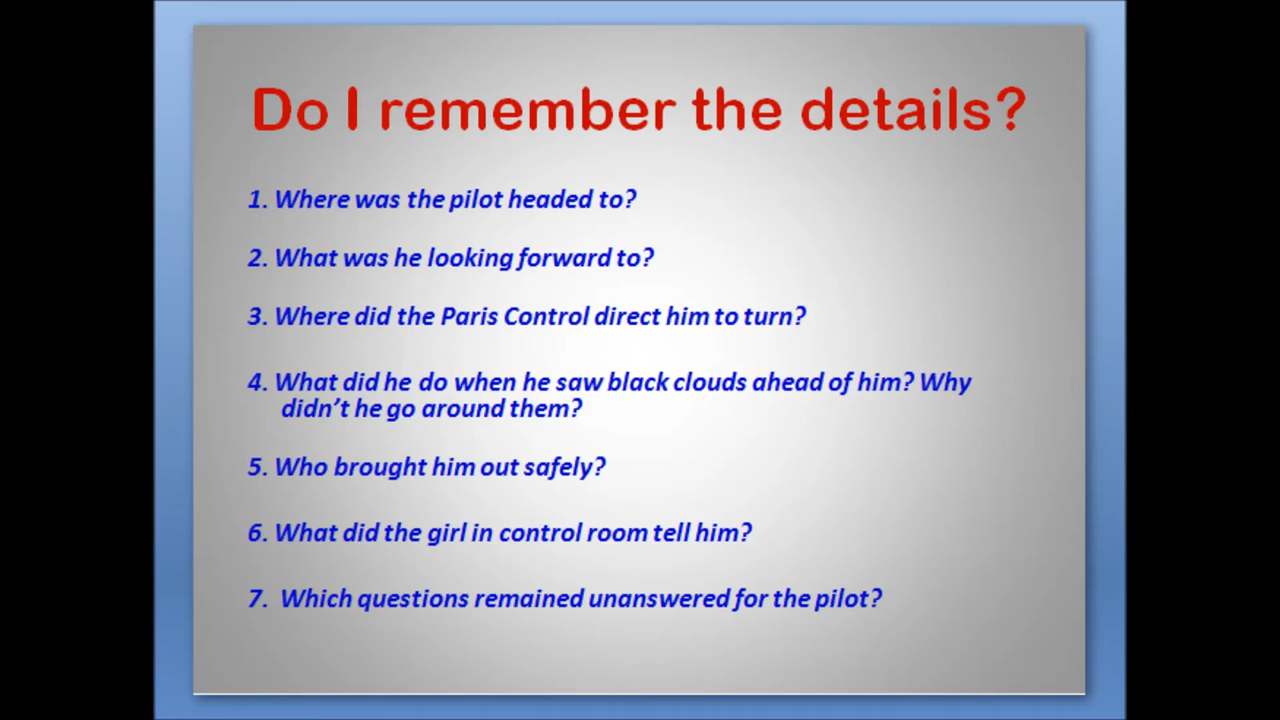 Do I remember the details?
1. Where was the pilot headed to?
2. What was he looking forward to?
3. Where did the Paris Control direct him to turn?
4. What did he do when he saw black clouds ahead of him? Why
didn't he go around them?
5. Who brought him out safely?
6. What did the girl in control room tell him?
7. Which questions remained unanswered for the pilot?